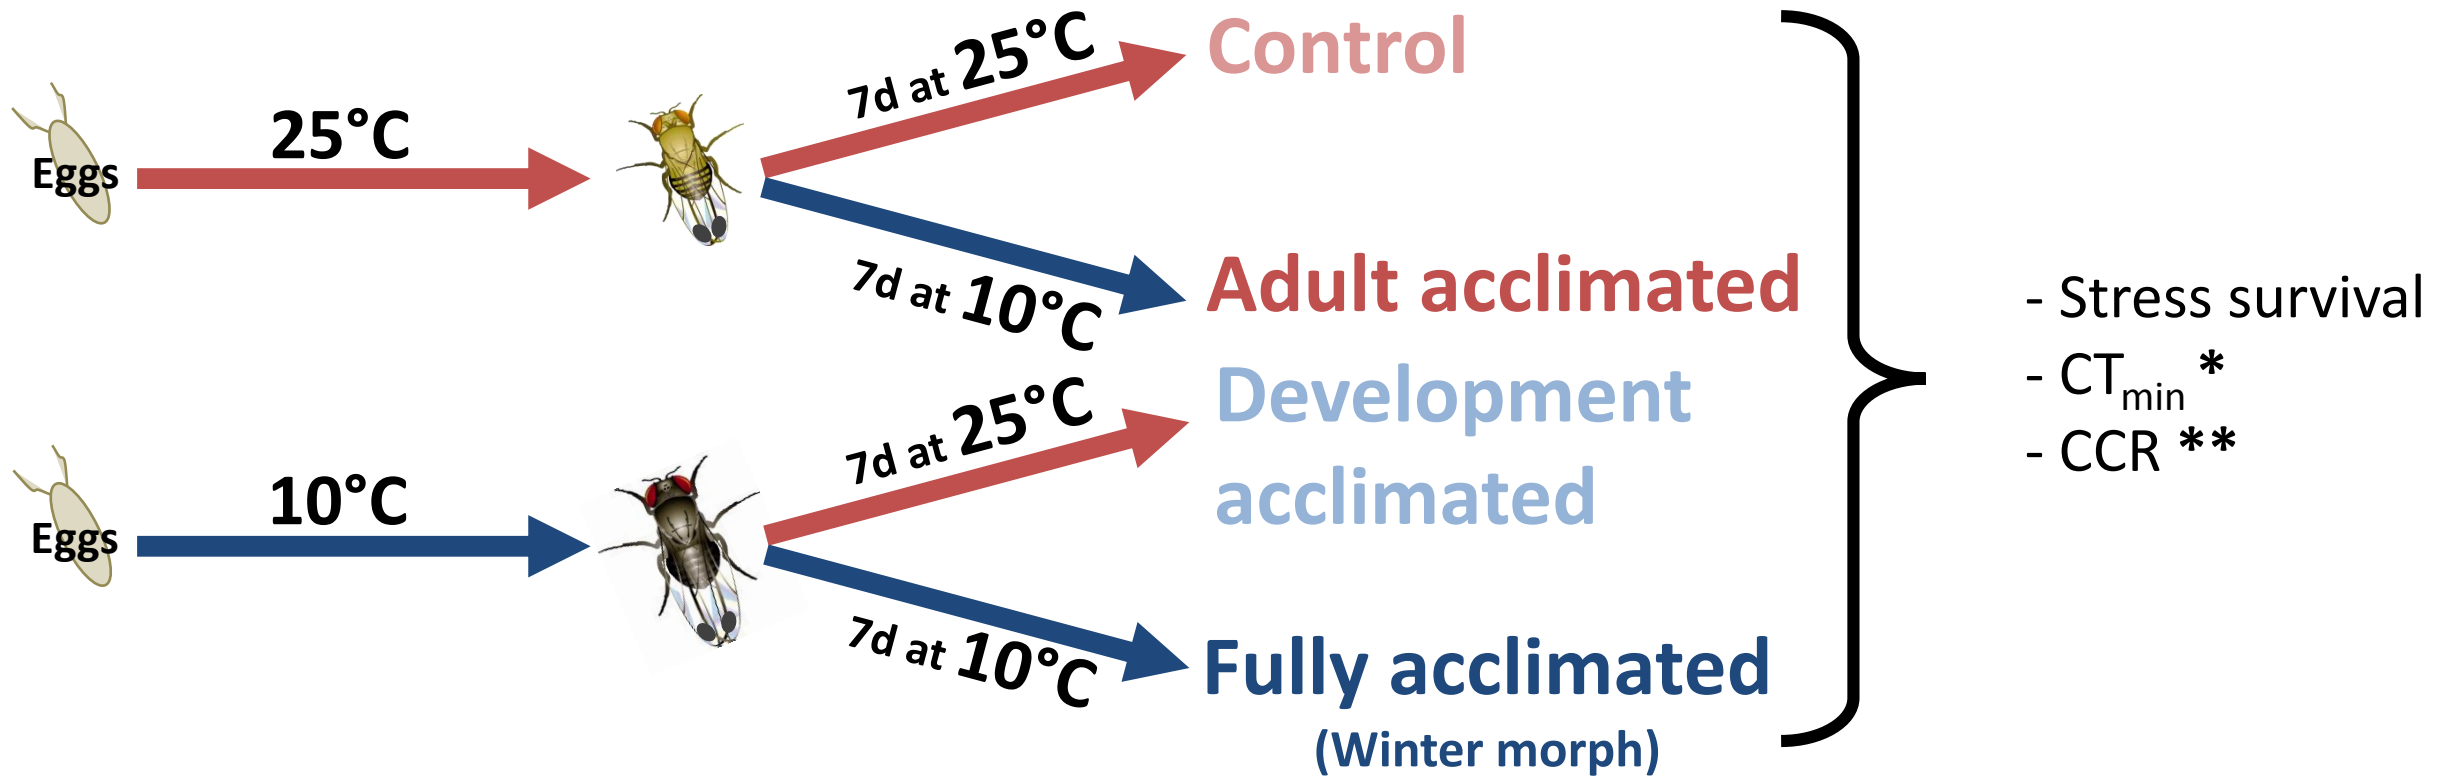 Eggs
25°C
7d at 25°C
Control
7d at 10°C
Adult acclimated
Eggs
10°C
7d at 25°C
Development
acclimated
7d at 10°C
Fully acclimated
(Winter morph)
- Stress survival
- CTmin *
- CCR **